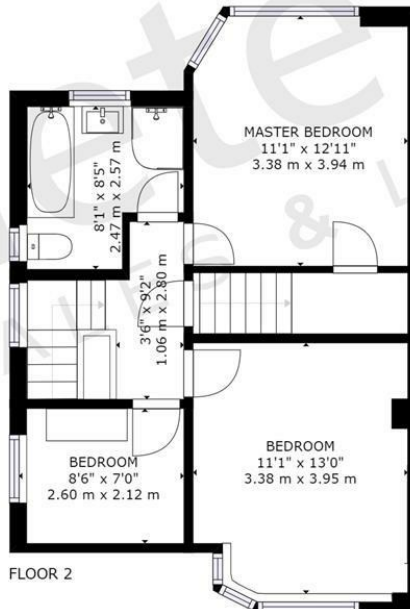 MASTER BEDROOM
11'1" x 12'11"
3.38 m x 3.94 m
8'1" x 8'5"
2.47 m x 2.57 m
3'6" x 9'2"
1.06 m x 2.80 m
BEDROOM
8'6" x 7'0"
2.60 m x 2.12 m
BEDROOM
11'1" x 13'0"
3.38 m x 3.95 m
FLOOR 2